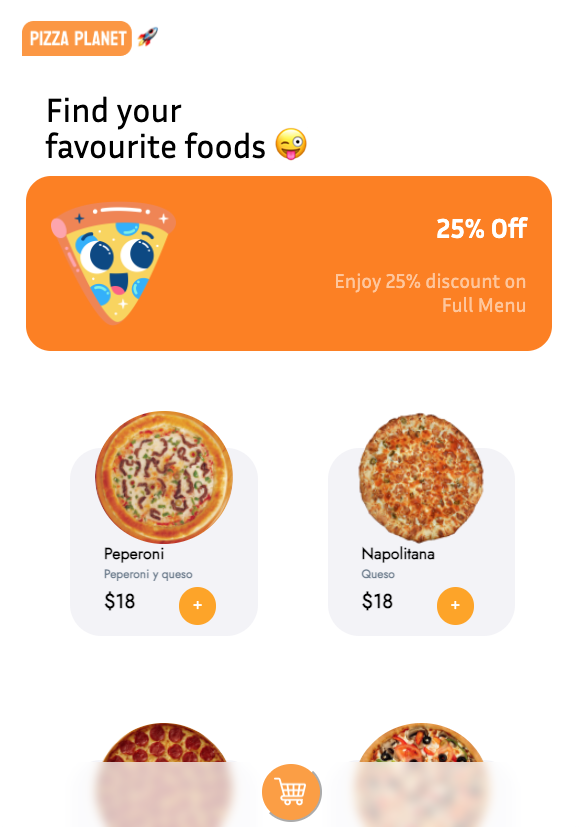 PIZZA PLANET 🚀
Find your
favourite foods 😜
25% Off
Enjoy 25% discount on
Full Menu
Peperoni
Peperoni y queso
$18 +
Napolitana
Queso
$18 +